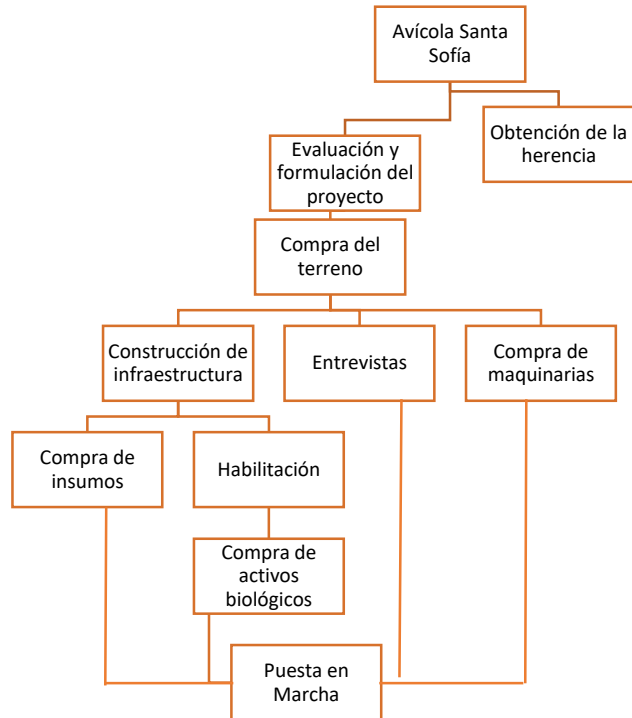 Avícola Santa
Sofía
Obtención de la
herencia
Evaluación y
formulación del
proyecto
Compra del
terreno
Construcción de
infraestructura
Entrevistas
Compra de
maquinarias
Compra de
insumos
Habilitación
Compra de
activos
biológicos
Puesta en
Marcha